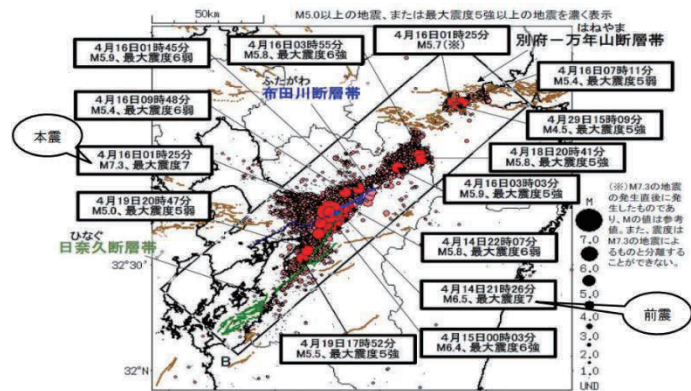 50km
M5.0以上の地震、または最大震度5強以上の地震を濃く表示
4月16日01時45分
M5.9、最大震度6弱
4月16日03時55分
M5.8、最大震度6強
4月16日01時25分
M5.7(※)
はねやま
別府－万年山断層帯
ふたがわ
布田川断層帯
4月16日07時11分
M5.4、最大震度5弱
4月16日09時48分
M5.4、最大震度6弱
4月29日15時09分
M4.5、最大震度5強
本震
4月16日01時25分
M7.3、最大震度7
4月18日20時41分
M5.8、最大震度5強
4月16日03時03分
M5.9、最大震度5強
4月19日20時47分
M5.0、最大震度5弱
(※)M7.3の地震
の発生直後に発
生したものであ
り、Mの値は参考
値。また、震度は
M7.3の地震によ
るものと分離する
ことができない。
ひなぐ
日奈久断層帯
4月14日22時07分
M5.8、最大震度6弱
32°30'
4月14日21時26分
M6.5、最大震度7
前震
4月19日17時52分
M5.5、最大震度5強
4月15日00時03分
M6.4、最大震度6強
B
32°N
M
7.0
6.0
5.0
4.0
3.0
2.0
1.0
UND